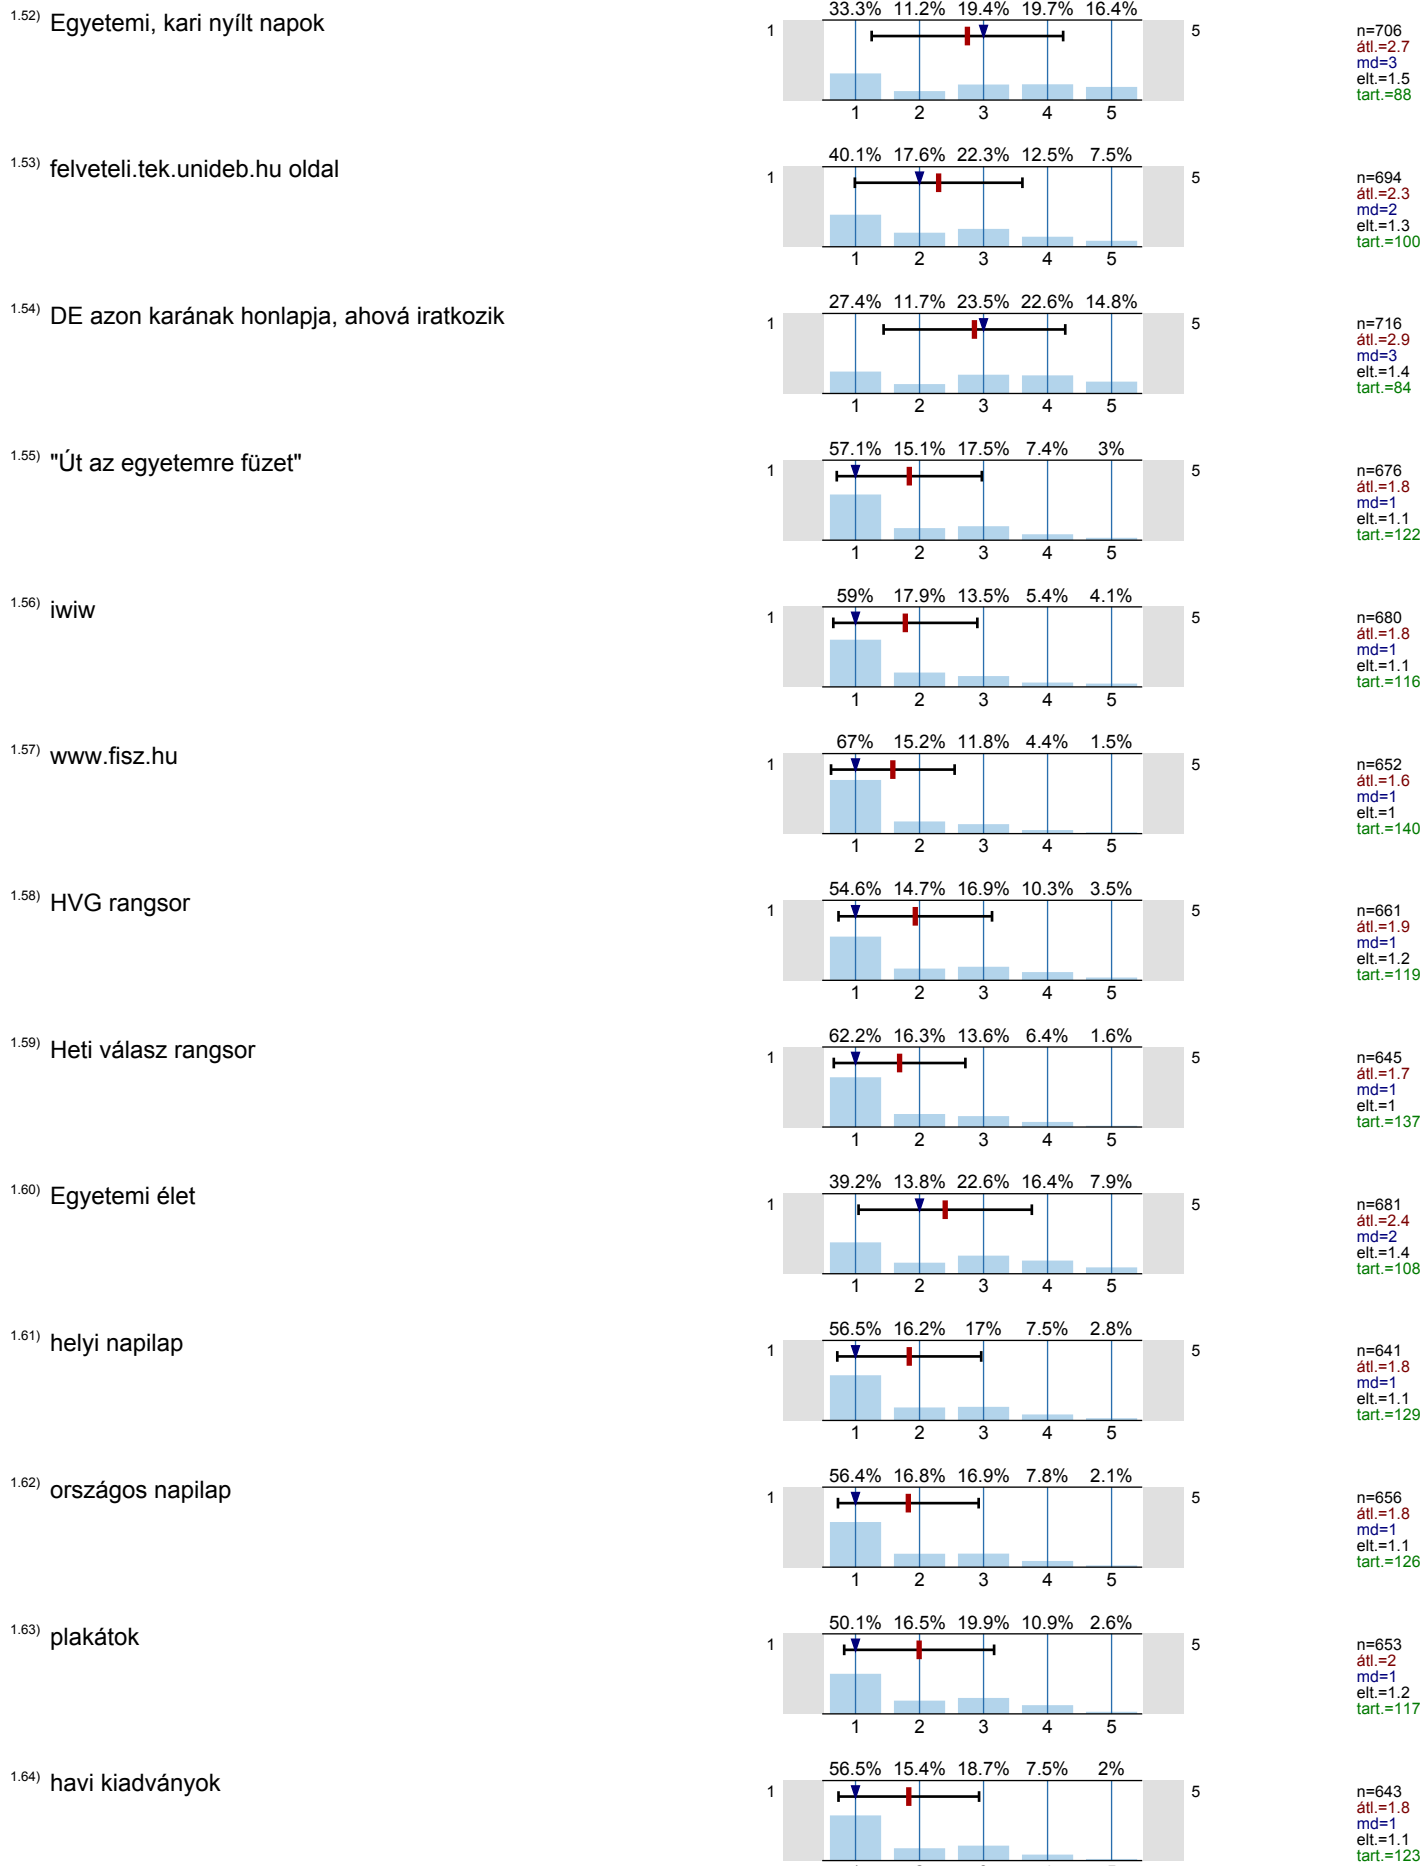 1.52) Egyetemi, kari nyílt napok
33.3% 11.2% 19.4% 19.7% 16.4%
1 5
1 2 3 4 5
n=706
átl.=2.7
md=3
elt.=1.5
tart.=88
1.53) felveteli.tek.unideb.hu oldal
40.1% 17.6% 22.3% 12.5% 7.5%
1 5
1 2 3 4 5
n=694
átl.=2.3
md=2
elt.=1.3
tart.=100
1.54) DE azon karának honlapja, ahová iratkozik
27.4% 11.7% 23.5% 22.6% 14.8%
1 5
1 2 3 4 5
n=716
átl.=2.9
md=3
elt.=1.4
tart.=84
1.55) "Út az egyetemre füzet"
57.1% 15.1% 17.5% 7.4% 3%
1 5
1 2 3 4 5
n=676
átl.=1.8
md=1
elt.=1.1
tart.=122
1.56) iwiw
59% 17.9% 13.5% 5.4% 4.1%
1 5
1 2 3 4 5
n=680
átl.=1.8
md=1
elt.=1.1
tart.=116
1.57) www.fisz.hu
67% 15.2% 11.8% 4.4% 1.5%
1 5
1 2 3 4 5
n=652
átl.=1.6
md=1
elt.=1
tart.=140
1.58) HVG rangsor
54.6% 14.7% 16.9% 10.3% 3.5%
1 5
1 2 3 4 5
n=661
átl.=1.9
md=1
elt.=1.2
tart.=119
1.59) Heti válasz rangsor
62.2% 16.3% 13.6% 6.4% 1.6%
1 5
1 2 3 4 5
n=645
átl.=1.7
md=1
elt.=1
tart.=137
1.60) Egyetemi élet
39.2% 13.8% 22.6% 16.4% 7.9%
1 5
1 2 3 4 5
n=681
átl.=2.4
md=2
elt.=1.4
tart.=108
1.61) helyi napilap
56.5% 16.2% 17% 7.5% 2.8%
1 5
1 2 3 4 5
n=641
átl.=1.8
md=1
elt.=1.1
tart.=129
1.62) országos napilap
56.4% 16.8% 16.9% 7.8% 2.1%
1 5
1 2 3 4 5
n=656
átl.=1.8
md=1
elt.=1.1
tart.=126
1.63) plakátok
50.1% 16.5% 19.9% 10.9% 2.6%
1 5
1 2 3 4 5
n=653
átl.=2
md=1
elt.=1.2
tart.=117
1.64) havi kiadványok
56.5% 15.4% 18.7% 7.5% 2%
1 5
n=643
átl.=1.8
md=1
elt.=1.1
tart.=123